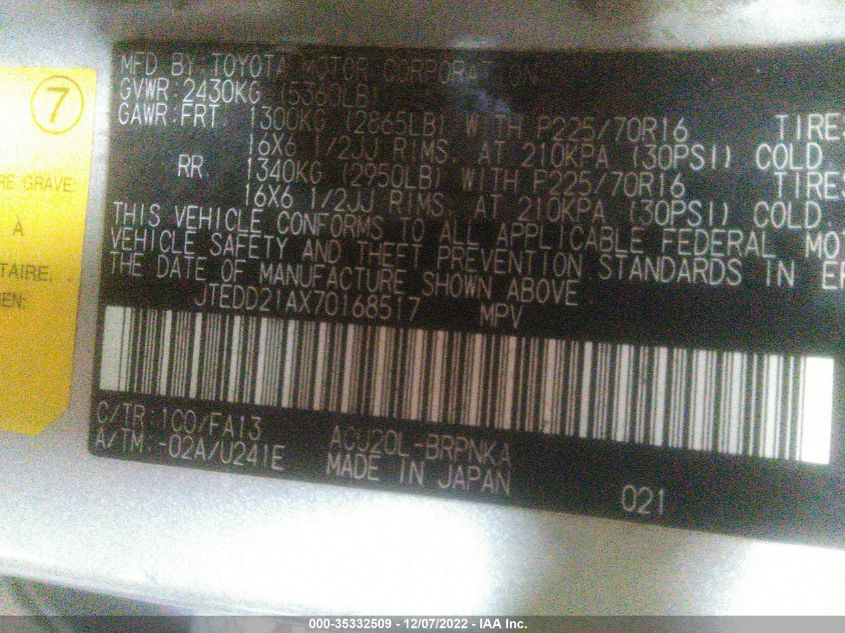 7
RE GRAVE
À
TAIRE.
EN.
MFD BY TOYOTA MOTOR CORPORATION
GVWR:2430KG (5360LB)
GAWR:FRT 1300KG (2865LB) WITH P225/70R16 TIRES
16X6 1/2JJ RIMS, AT 210KPA (30PSI) COLD
RR 1340KG (2950LB) WITH P225/70R16 TIRES
16X6 1/2JJ RIMS, AT 210KPA (30PSI) COLD
THIS VEHICLE CONFORMS TO ALL APPLICABLE FEDERAL MOT
VEHICLE SAFETY AND THEFT PREVENTION STANDARDS IN EF
THE DATE OF MANUFACTURE SHOWN ABOVE.
JTEDD21AX70168517 MPV
C/TR:1C0/FA13 ACU20L-BRPNKA
A/TM:-02A/U241E MADE IN JAPAN
021
000-35332509 - 12/07/2022 - IAA Inc.